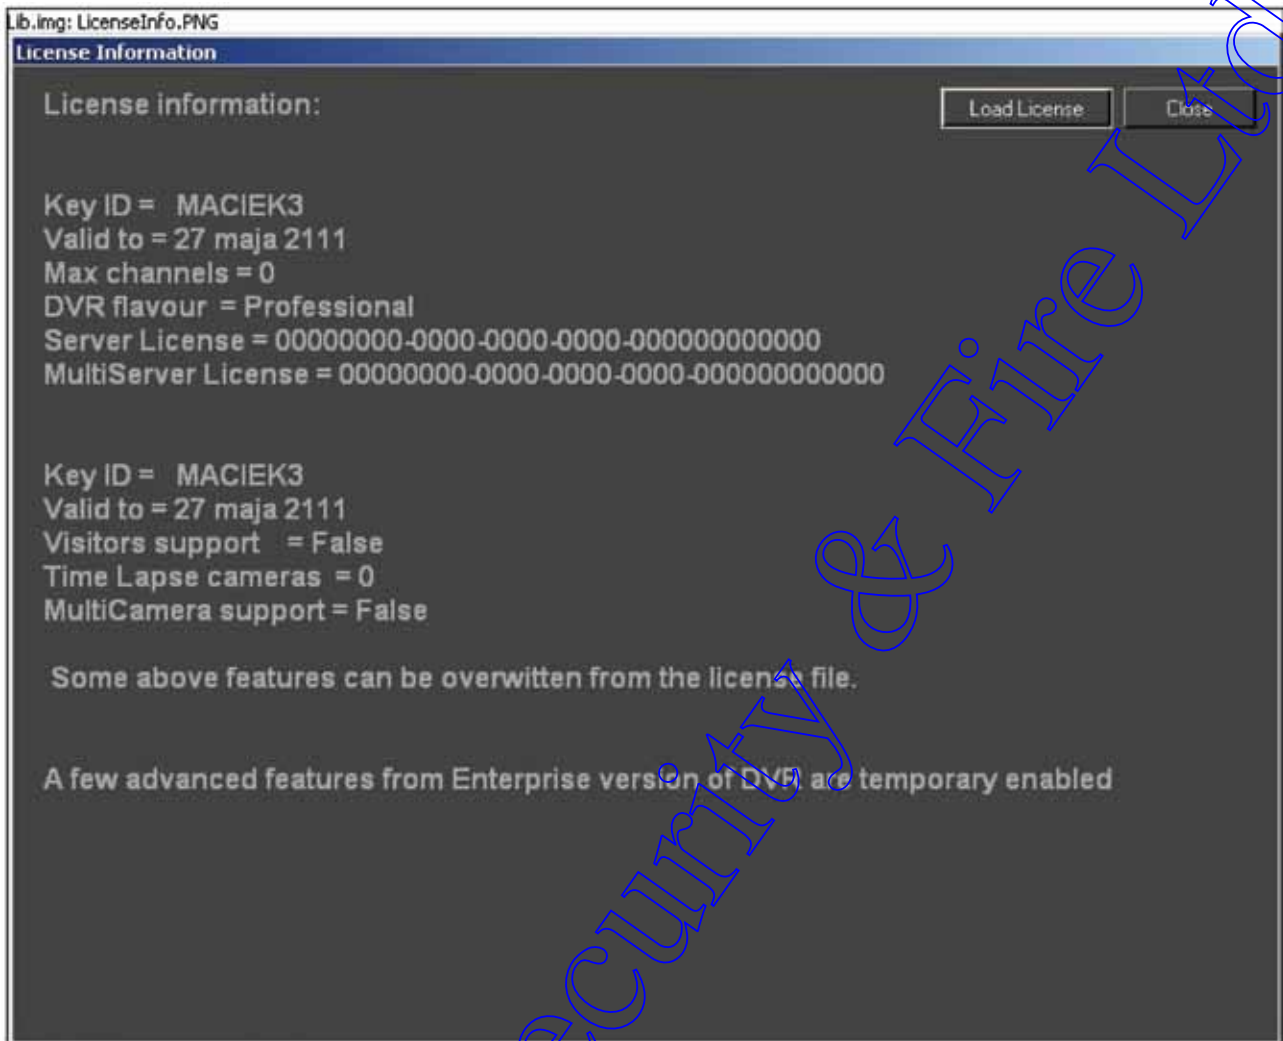 Lib.img: LicenseInfo.PNG
License Information
License information:
Load License
Close
Key ID = MACIEK3
Valid to = 27 maja 2111
Max channels = 0
DVR flavour = Professional
Server License = 00000000-0000-0000-0000-000000000000
MultiServer License = 00000000-0000-0000-0000-000000000000
Key ID = MACIEK3
Valid to = 27 maja 2111
Visitors support = False
Time Lapse cameras = 0
MultiCamera support = False
Some above features can be overwitten from the license file.
A few advanced features from Enterprise version of DVR are temporary enabled
ecurity & Fire Ltd